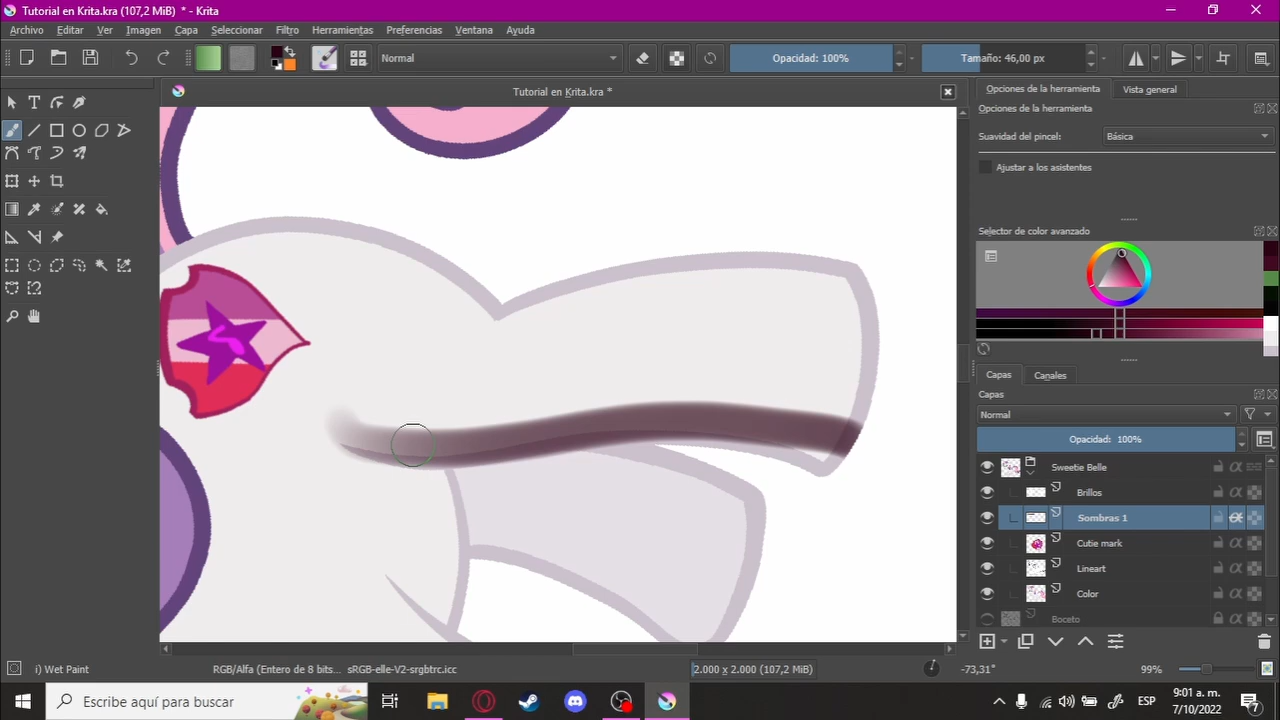 Tutorial en Krita.kra (107,2 MiB) * - Krita
Archivo Editar Ver Imagen Capa Seleccionar Filtro Herramientas Preferencias Ventana Ayuda
Normal Opacidad: 100% Tamaño: 46,00 px
Tutorial en Krita.kra * Opciones de la herramienta Vista general
Opciones de la herramienta
Suavidad del pincel: Básica
Ajustar a los asistentes
Selector de color avanzado
Capas Canales
Capas
Normal
Opacidad: 100%
Sweetie Belle
Brillos
Sombras 1
Cutie mark
Lineart
Color
Boceto
i) Wet Paint RGB/Alfa (Entero de 8 bits... sRGB-elle-V2-srgbtrc.icc 2.000 x 2.000 (107,2 MiB) -73,31° 99%
Escribe aquí para buscar ESP 9:01 a. m. 7/10/2022 7